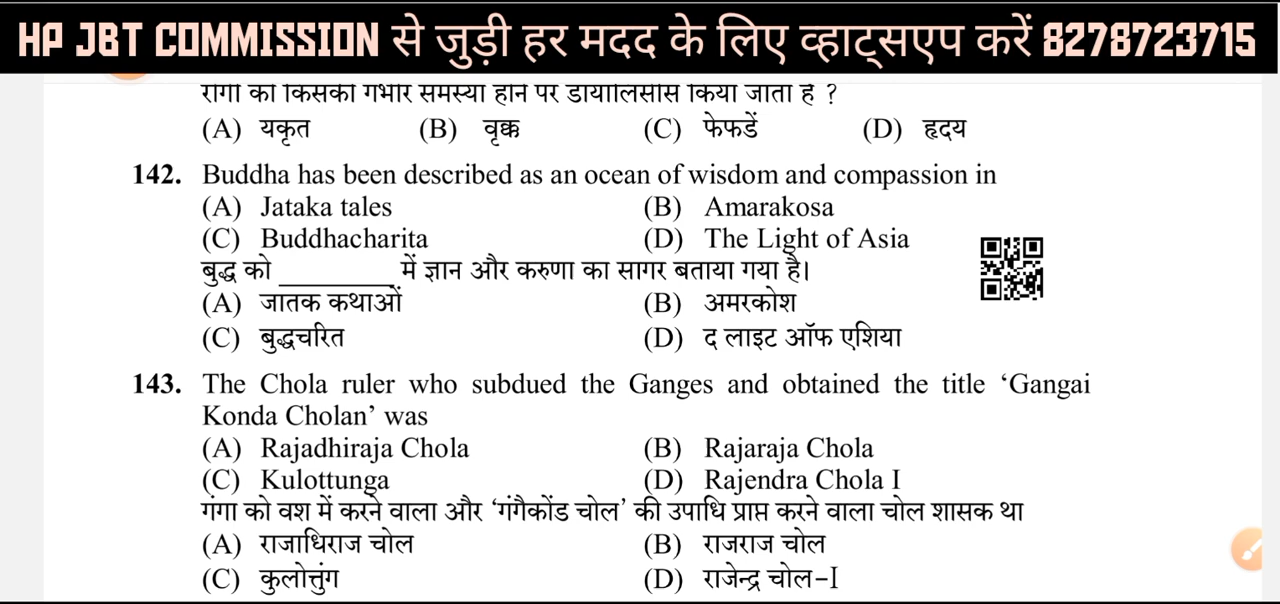 HP JBT COMMISSION से जुड़ी हर मदद के लिए व्हाट्सएप करें 8278723715
रोगी को किसकी गंभीर समस्या होने पर डायलिसिस किया जाता है ?
(A) यकृत (B) वृक्क (C) फेफडें (D) हृदय
142. Buddha has been described as an ocean of wisdom and compassion in
(A) Jataka tales (B) Amarakosa
(C) Buddhacharita (D) The Light of Asia
बुद्ध को ________ में ज्ञान और करुणा का सागर बताया गया है।
(A) जातक कथाओं (B) अमरकोश
(C) बुद्धचरित (D) द लाइट ऑफ एशिया
143. The Chola ruler who subdued the Ganges and obtained the title ‘Gangai
Konda Cholan’ was
(A) Rajadhiraja Chola (B) Rajaraja Chola
(C) Kulottunga (D) Rajendra Chola I
गंगा को वश में करने वाला और ‘गंगैकोंड चोल’ की उपाधि प्राप्त करने वाला चोल शासक था
(A) राजाधिराज चोल (B) राजराज चोल
(C) कुलोत्तुंग (D) राजेन्द्र चोल-I